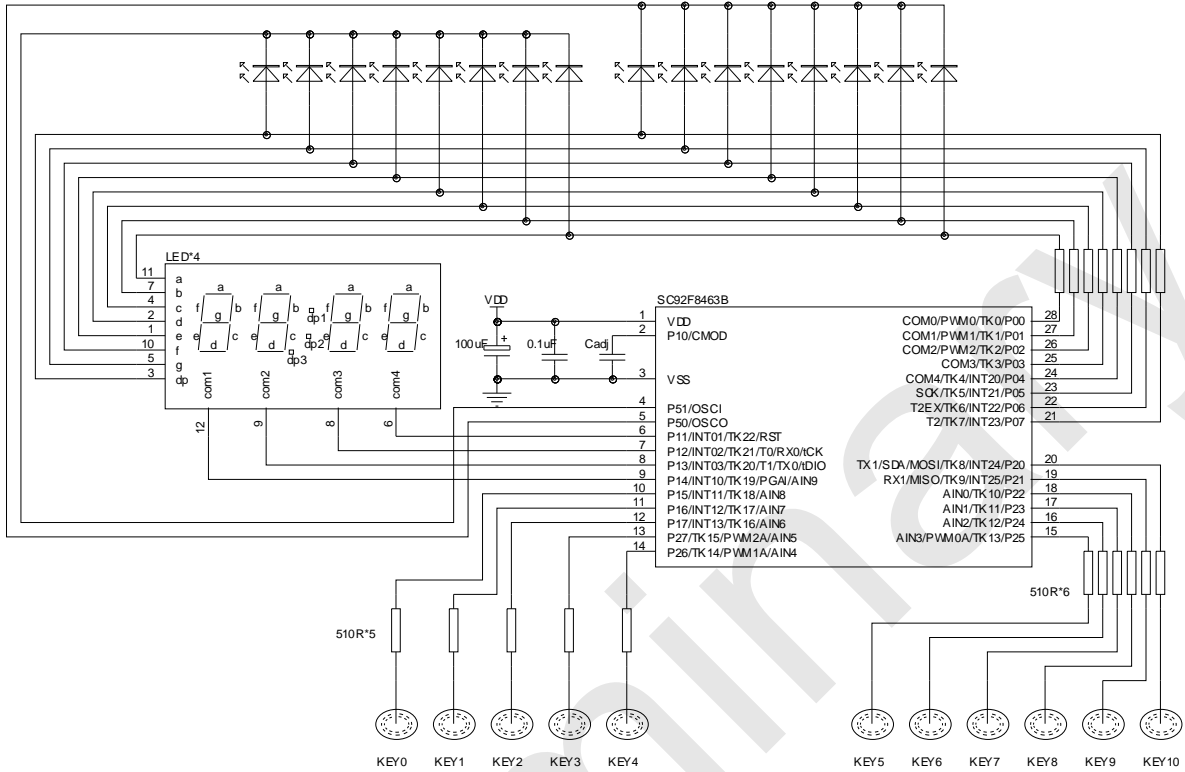 LED*4
11 a
7 b
4 c
2 d
1 e
10 f
5 g
3 dp
a a a a
f b f b f b f b
g g g g
e c e c e c e c
d d d d
dp1
dp2
dp3
com1 com2 com3 com4
12 9 8 6
VDD
100uF + 0.1uF Cadj
SC92F8463B
1 VDD
2 P10/CMOD
3 VSS
4 P51/OSCI
5 P50/OSCO
6 P11/INT01/TK22/RST
7 P12/INT02/TK21/T0/RX0/tCK
8 P13/INT03/TK20/T1/TX0/tDIO
9 P14/INT10/TK19/PGAI/AIN9
10 P15/INT11/TK18/AIN8
11 P16/INT12/TK17/AIN7
12 P17/INT13/TK16/AIN6
13 P27/TK15/PWM2A/AIN5
14 P26/TK14/PWM1A/AIN4
COM0/PWM0/TK0/P00 28
COM1/PWM1/TK1/P01 27
COM2/PWM2/TK2/P02 26
COM3/TK3/P03 25
COM4/TK4/INT20/P04 24
SCK/TK5/INT21/P05 23
T2EX/TK6/INT22/P06 22
T2/TK7/INT23/P07 21
TX1/SDA/MOSI/TK8/INT24/P20 20
RX1/MISO/TK9/INT25/P21 19
AIN0/TK10/P22 18
AIN1/TK11/P23 17
AIN2/TK12/P24 16
AIN3/PWM0A/TK13/P25 15
510R*5
510R*6
KEY0 KEY1 KEY2 KEY3 KEY4 KEY5 KEY6 KEY7 KEY8 KEY9 KEY10
minary